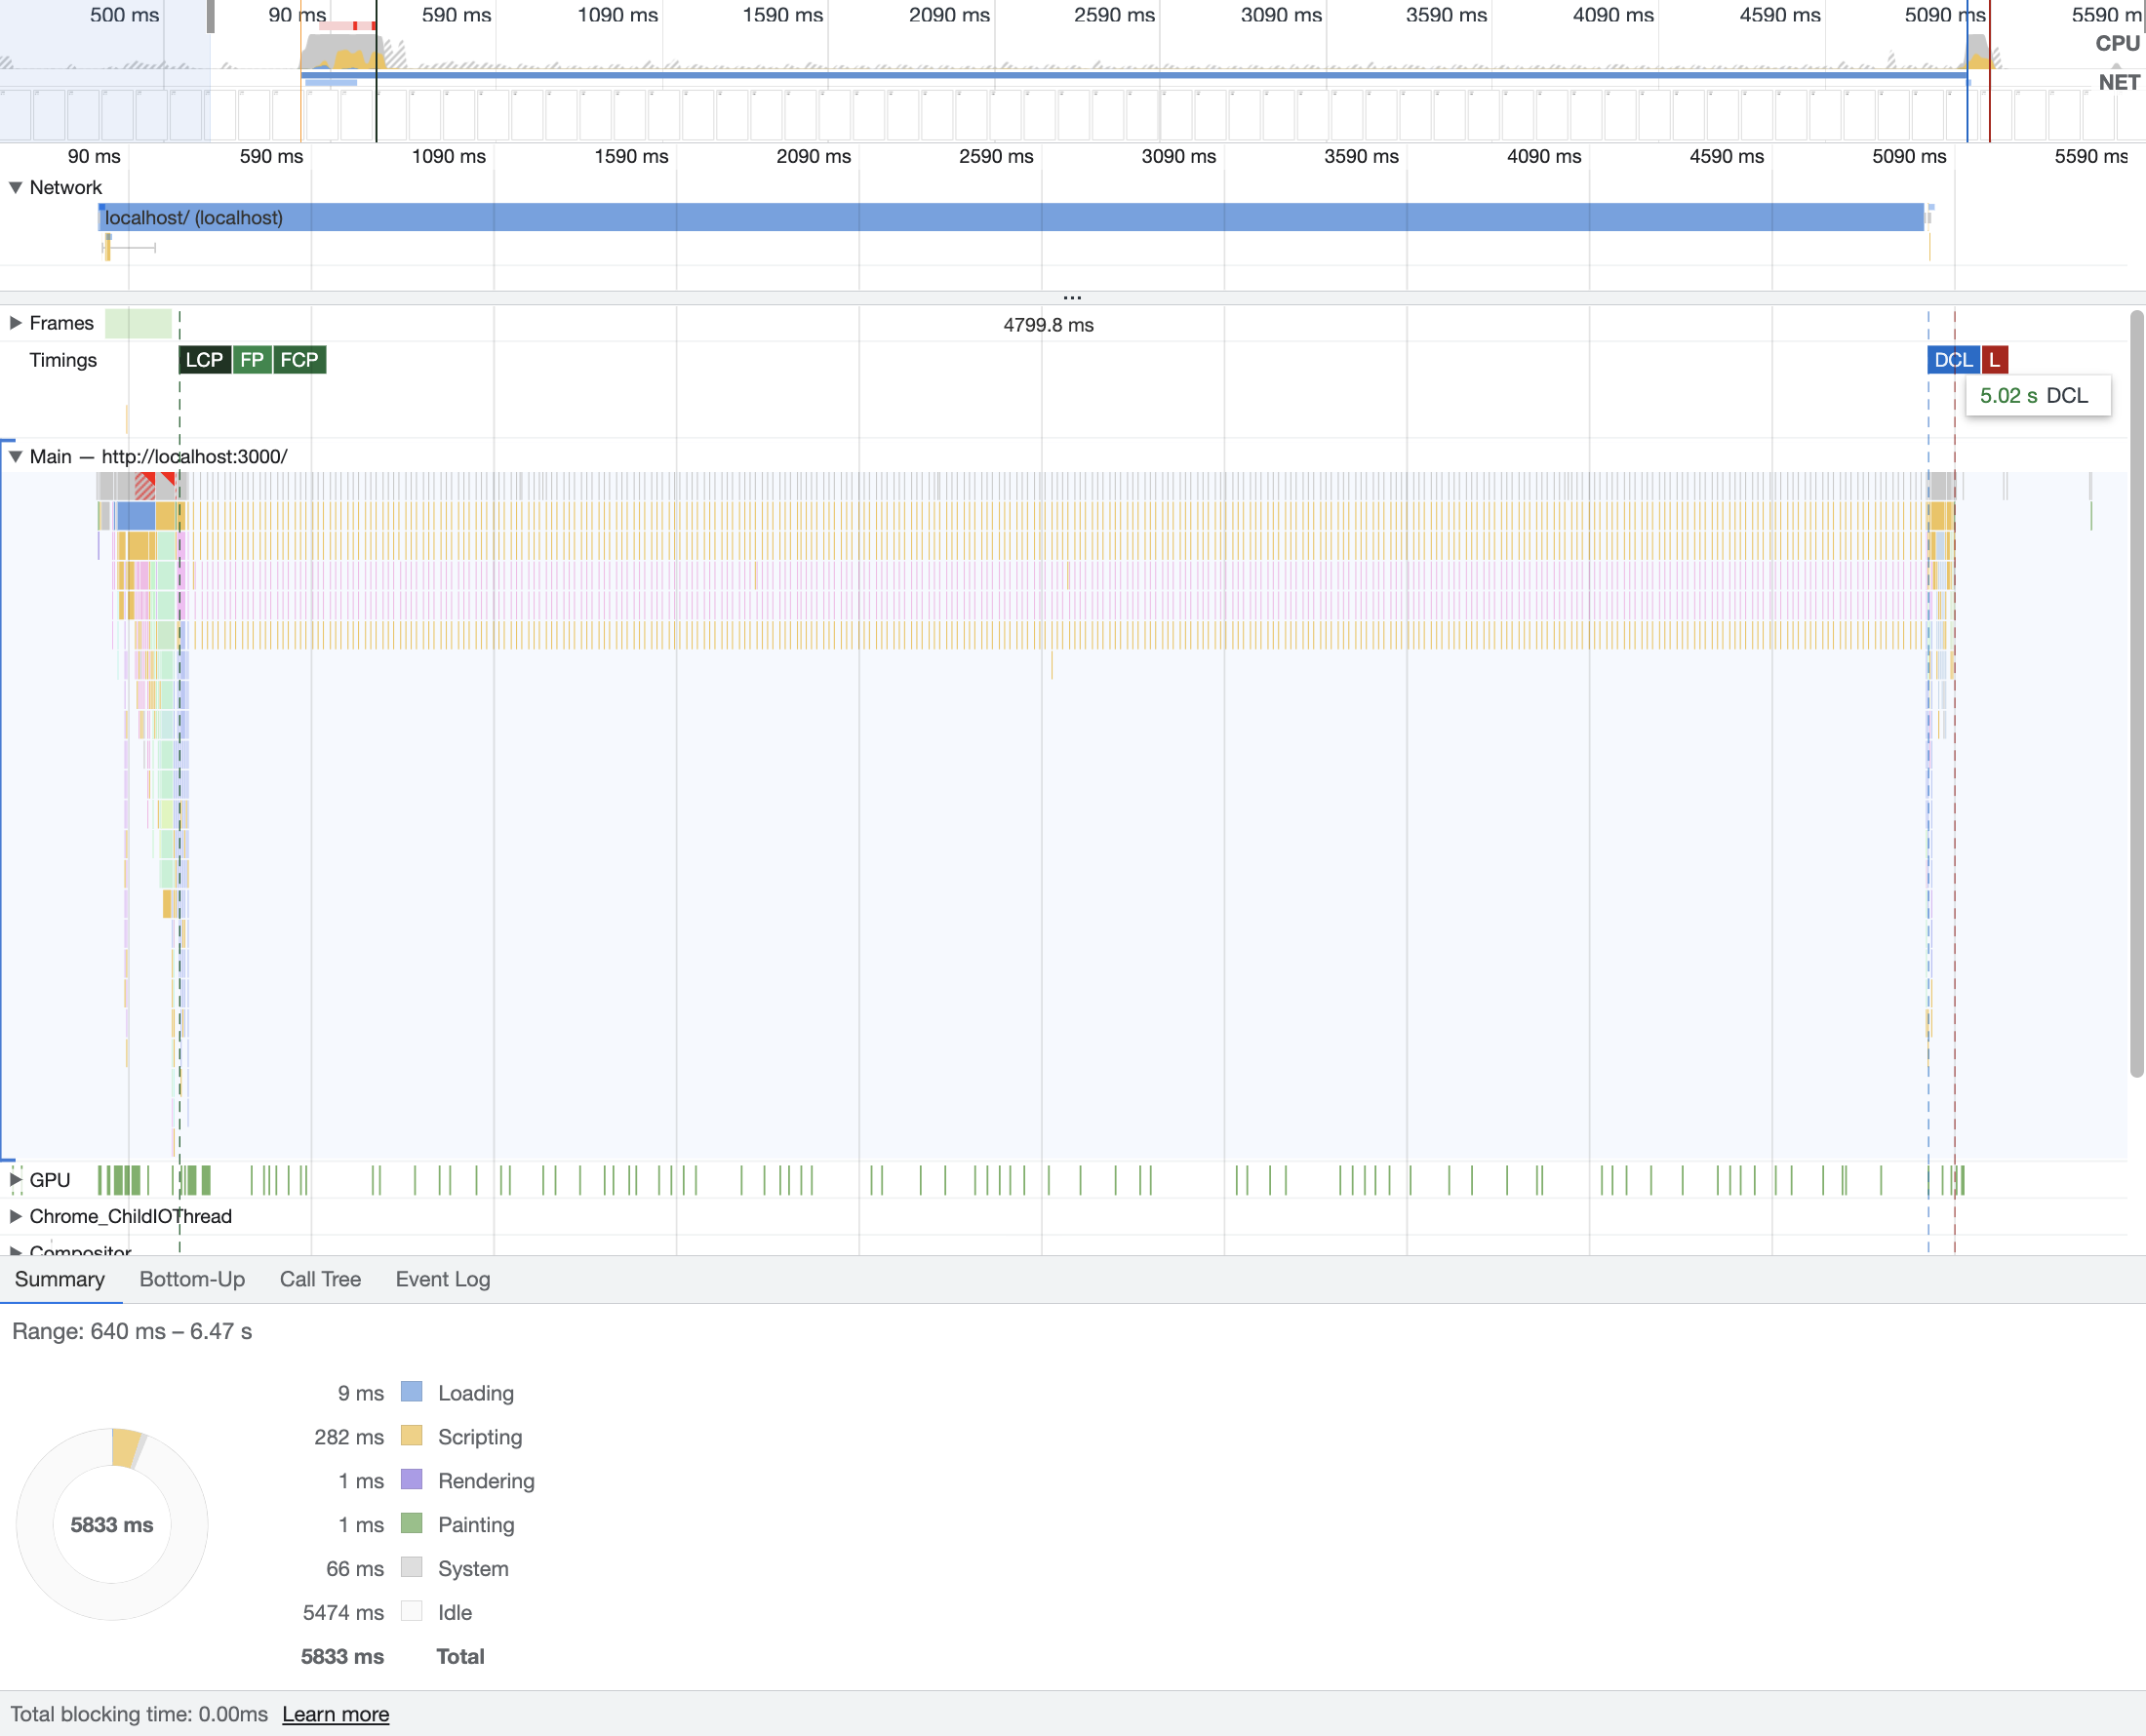 500 ms 90 ms 590 ms 1090 ms 1590 ms 2090 ms 2590 ms 3090 ms 3590 ms 4090 ms 4590 ms 5090 ms 5590 m
CPU
NET
90 ms 590 ms 1090 ms 1590 ms 2090 ms 2590 ms 3090 ms 3590 ms 4090 ms 4590 ms 5090 ms 5590 ms
Network
localhost/ (localhost)
...
Frames 4799.8 ms
Timings LCP FP FCP DCL L
5.02 s DCL
Main — http://localhost:3000/
GPU
Chrome_ChildIOThread
Compositor
Summary Bottom-Up Call Tree Event Log
Range: 640 ms – 6.47 s
9 ms Loading
282 ms Scripting
1 ms Rendering
5833 ms
1 ms Painting
66 ms System
5474 ms Idle
5833 ms Total
Total blocking time: 0.00ms Learn more